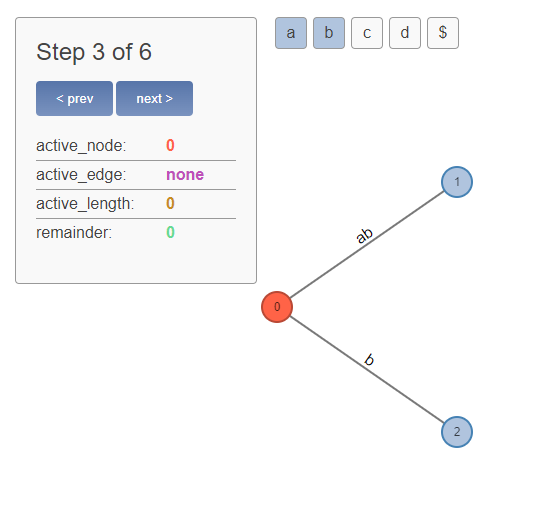 Step 3 of 6
< prev next >
active_node: 0
active_edge: none
active_length: 0
remainder: 0
a b c d $
1
ab
0
b
2